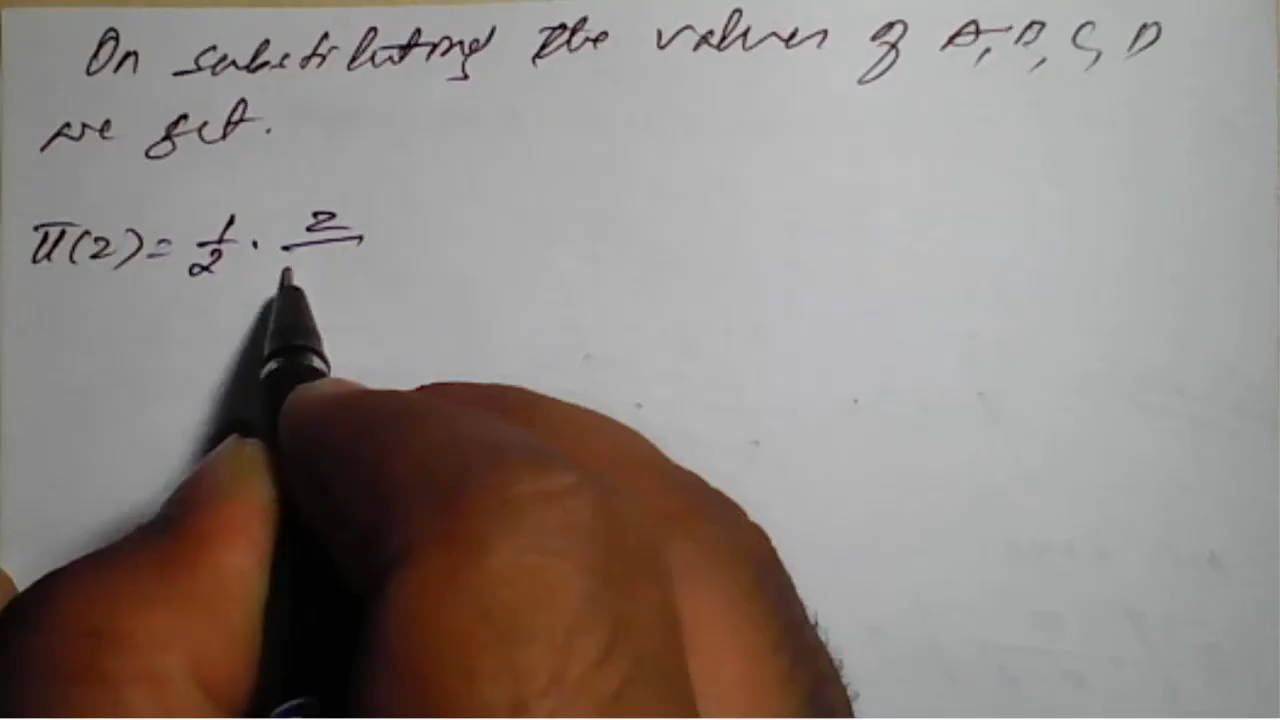 On substituting the values of A, B, C, D
we get.
U(z) = 1/2 · z/